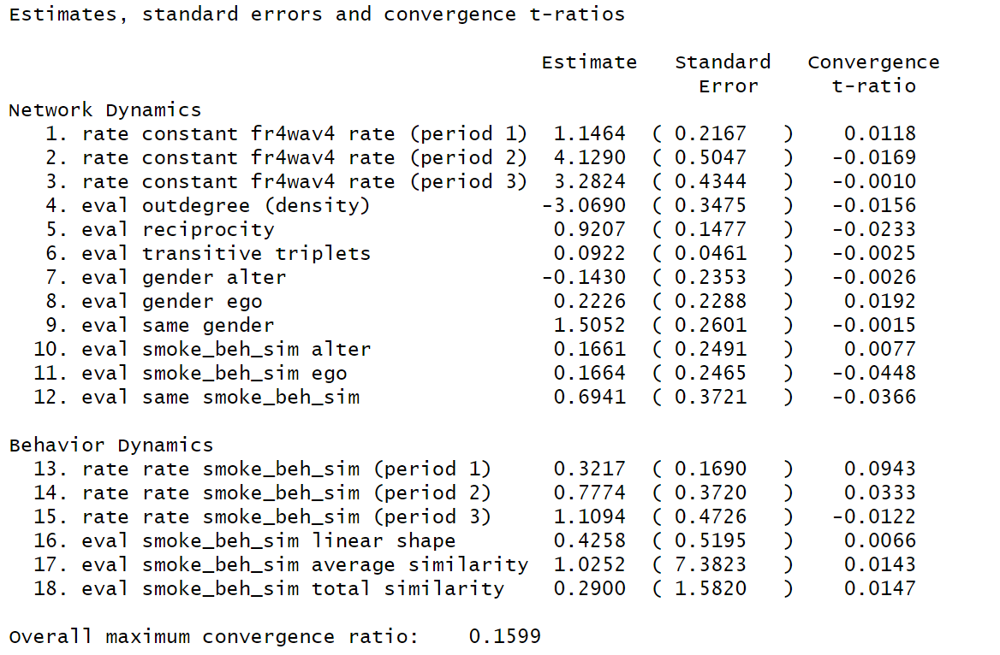 Estimates, standard errors and convergence t-ratios
Estimate Standard Convergence
Error t-ratio
Network Dynamics
1. rate constant fr4wav4 rate (period 1) 1.1464 ( 0.2167 ) 0.0118
2. rate constant fr4wav4 rate (period 2) 4.1290 ( 0.5047 ) -0.0169
3. rate constant fr4wav4 rate (period 3) 3.2824 ( 0.4344 ) -0.0010
4. eval outdegree (density) -3.0690 ( 0.3475 ) -0.0156
5. eval reciprocity 0.9207 ( 0.1477 ) -0.0233
6. eval transitive triplets 0.0922 ( 0.0461 ) -0.0025
7. eval gender alter -0.1430 ( 0.2353 ) -0.0026
8. eval gender ego 0.2226 ( 0.2288 ) 0.0192
9. eval same gender 1.5052 ( 0.2601 ) -0.0015
10. eval smoke_beh_sim alter 0.1661 ( 0.2491 ) 0.0077
11. eval smoke_beh_sim ego 0.1664 ( 0.2465 ) -0.0448
12. eval same smoke_beh_sim 0.6941 ( 0.3721 ) -0.0366
Behavior Dynamics
13. rate rate smoke_beh_sim (period 1) 0.3217 ( 0.1690 ) 0.0943
14. rate rate smoke_beh_sim (period 2) 0.7774 ( 0.3720 ) 0.0333
15. rate rate smoke_beh_sim (period 3) 1.1094 ( 0.4726 ) -0.0122
16. eval smoke_beh_sim linear shape 0.4258 ( 0.5195 ) 0.0066
17. eval smoke_beh_sim average similarity 1.0252 ( 7.3823 ) 0.0143
18. eval smoke_beh_sim total similarity 0.2900 ( 1.5820 ) 0.0147
Overall maximum convergence ratio: 0.1599